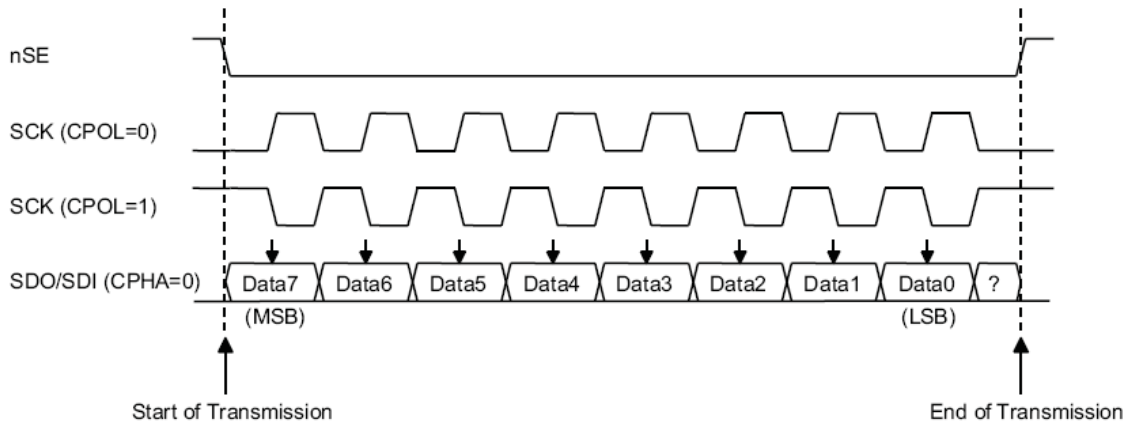 nSE
SCK (CPOL=0)
SCK (CPOL=1)
SDO/SDI (CPHA=0) Data7 Data6 Data5 Data4 Data3 Data2 Data1 Data0 ?
(MSB) (LSB)
Start of Transmission End of Transmission